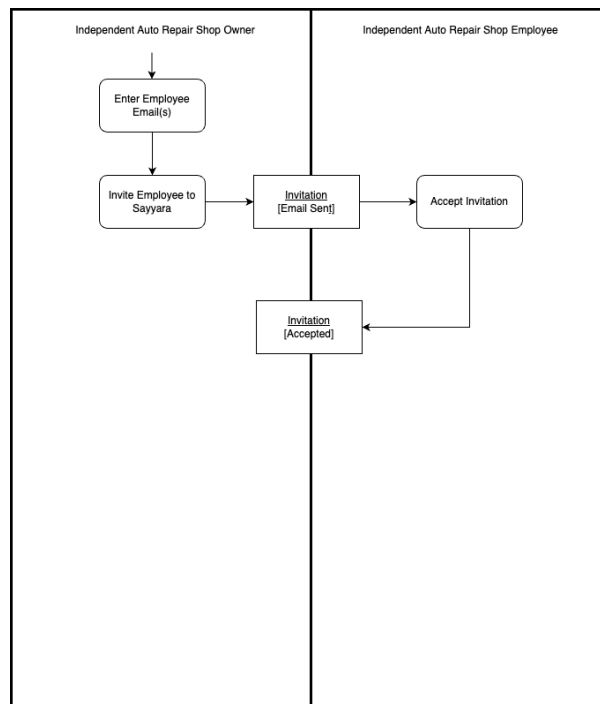 Independent Auto Repair Shop Owner
Independent Auto Repair Shop Employee
Enter Employee
Email(s)
Invite Employee to
Sayyara
Invitation
[Email Sent]
Accept Invitation
Invitation
[Accepted]